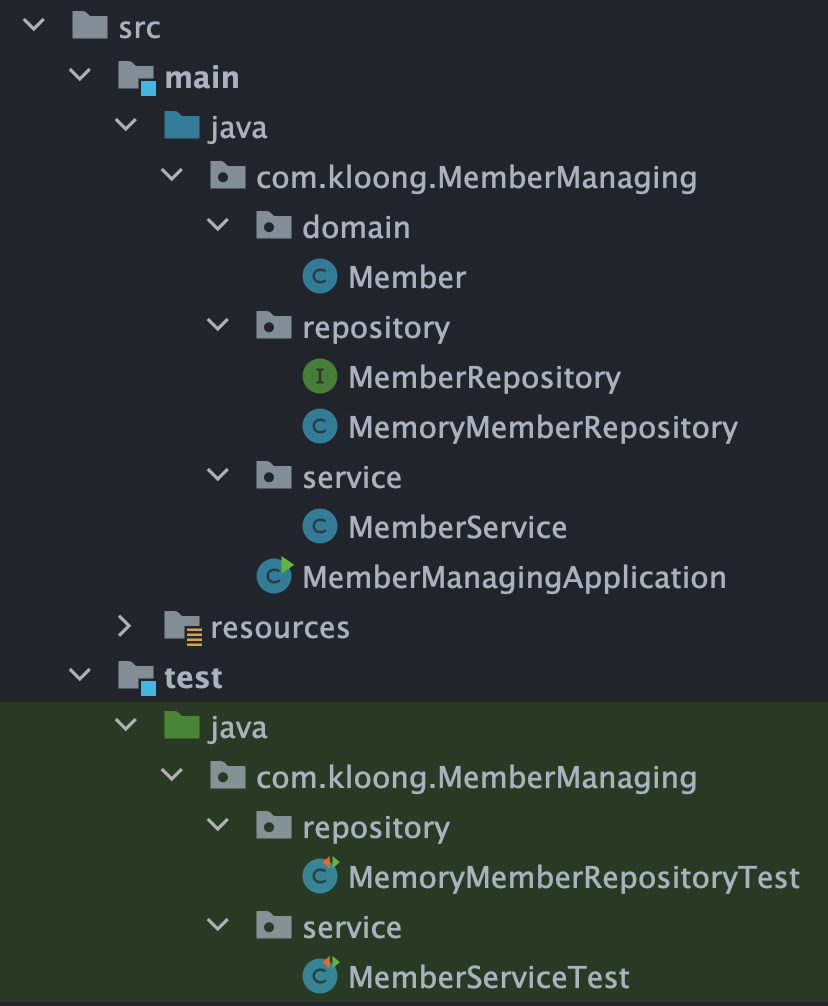 src
main
java
com.kloong.MemberManaging
domain
C Member
repository
I MemberRepository
C MemoryMemberRepository
service
C MemberService
C MemberManagingApplication
resources
test
java
com.kloong.MemberManaging
repository
C MemoryMemberRepositoryTest
service
C MemberServiceTest